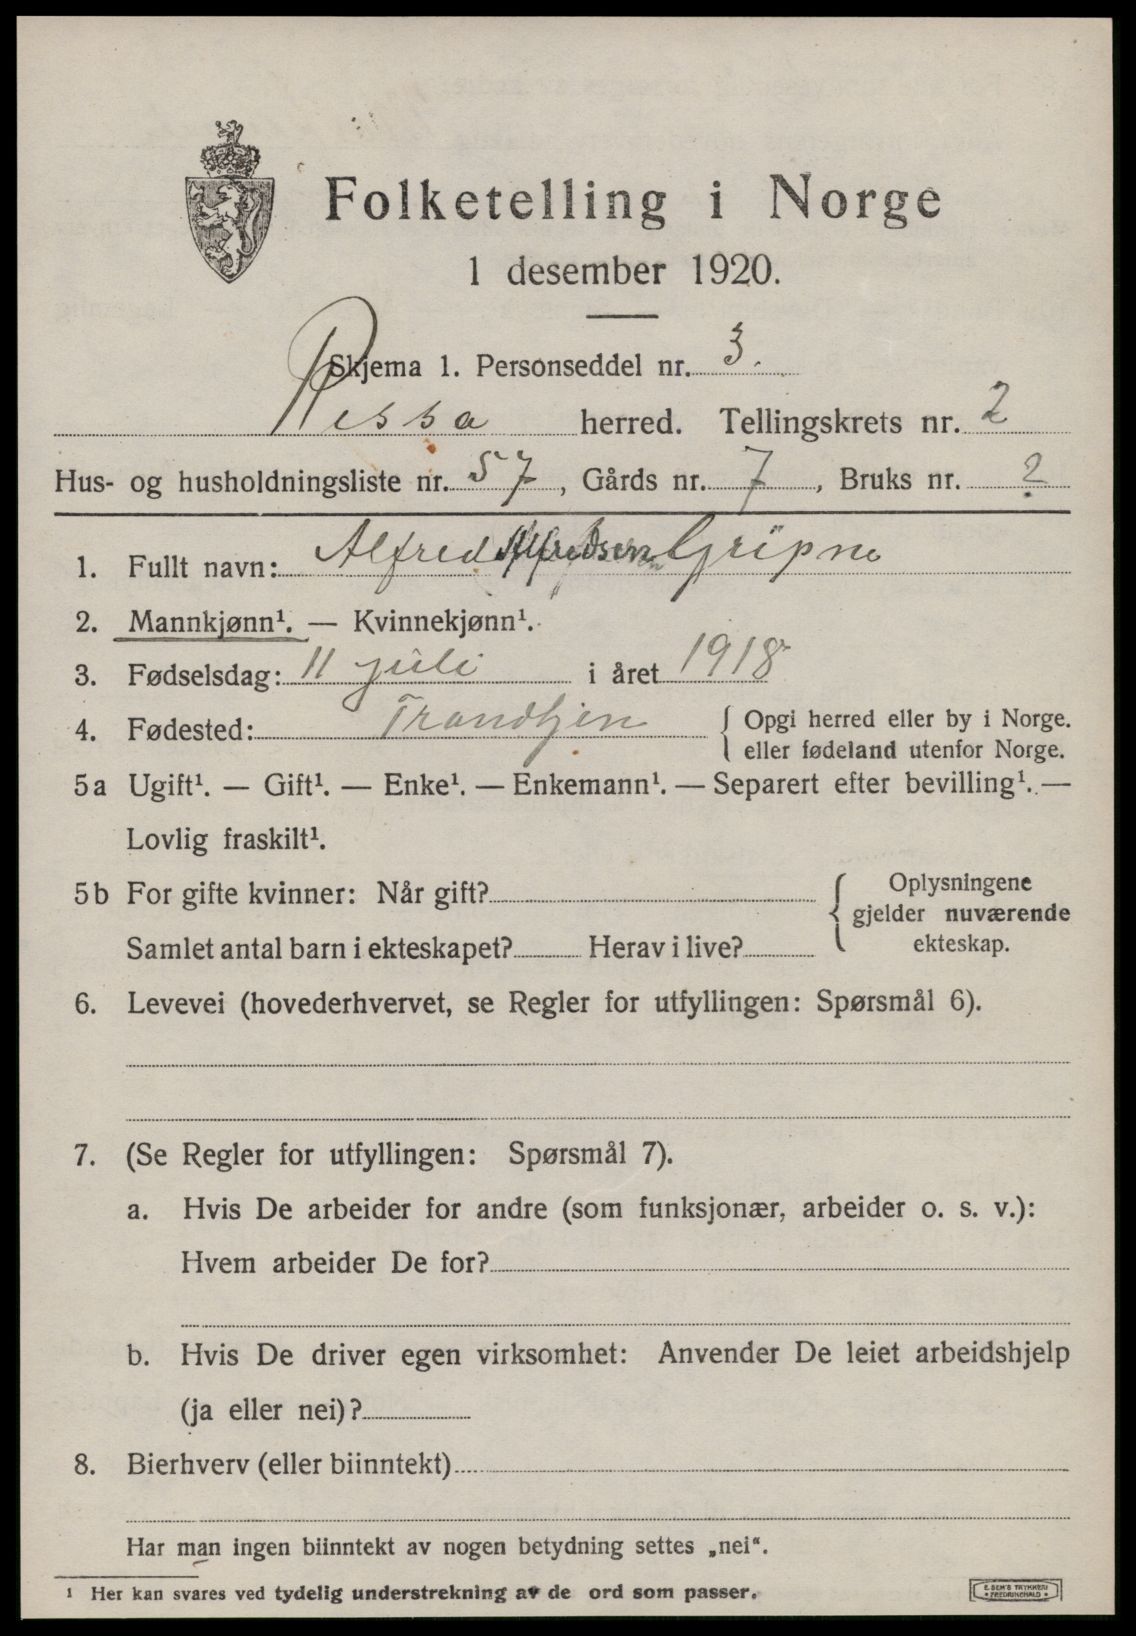 Folketelling i Norge
1 desember 1920.
Skjema 1. Personseddel nr. 3.
Rissa herred. Tellingskrets nr. 2
Hus- og husholdningsliste nr. 57, Gårds nr. 7, Bruks nr. 2
1. Fullt navn: Alfred Alfredsen Gripne
2. Mannkjønn¹. — Kvinnekjønn¹.
3. Fødselsdag: 11 juli i året 1918
4. Fødested: Trondhjen { Opgi herred eller by i Norge.
eller fødeland utenfor Norge.
5a Ugift¹. — Gift¹. — Enke¹. — Enkemann¹. — Separert efter bevilling¹. —
Lovlig fraskilt¹.
5b For gifte kvinner: Når gift? { Oplysningene
gjelder nuværende
Samlet antal barn i ekteskapet? Herav i live? ekteskap.
6. Levevei (hovederhvervet, se Regler for utfyllingen: Spørsmål 6).
7. (Se Regler for utfyllingen: Spørsmål 7).
a. Hvis De arbeider for andre (som funksjonær, arbeider o. s. v.):
Hvem arbeider De for?
b. Hvis De driver egen virksomhet: Anvender De leiet arbeidshjelp
(ja eller nei)?
8. Bierhverv (eller biinntekt)
Har man ingen biinntekt av nogen betydning settes „nei“.
¹ Her kan svares ved tydelig understrekning av de ord som passer.
E. SEM'S TRYKKERI
FREDRIKSHALD